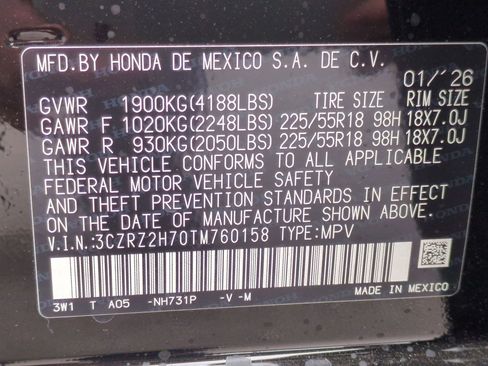 MFD.BY HONDA DE MEXICO S.A. DE C.V.
01/´26
GVWR 1900KG(4188LBS) TIRE SIZE RIM SIZE
GAWR F 1020KG(2248LBS) 225/55R18 98H 18X7.0J
GAWR R 930KG(2050LBS) 225/55R18 98H 18X7.0J
THIS VEHICLE CONFORMS TO ALL APPLICABLE
FEDERAL MOTOR VEHICLE SAFETY
AND THEFT PREVENTION STANDARDS IN EFFECT
ON THE DATE OF MANUFACTURE SHOWN ABOVE.
V.I.N.:3CZRZ2H70TM760158 TYPE:MPV
3W1 T A05 -NH731P -V -M
MADE IN MEXICO